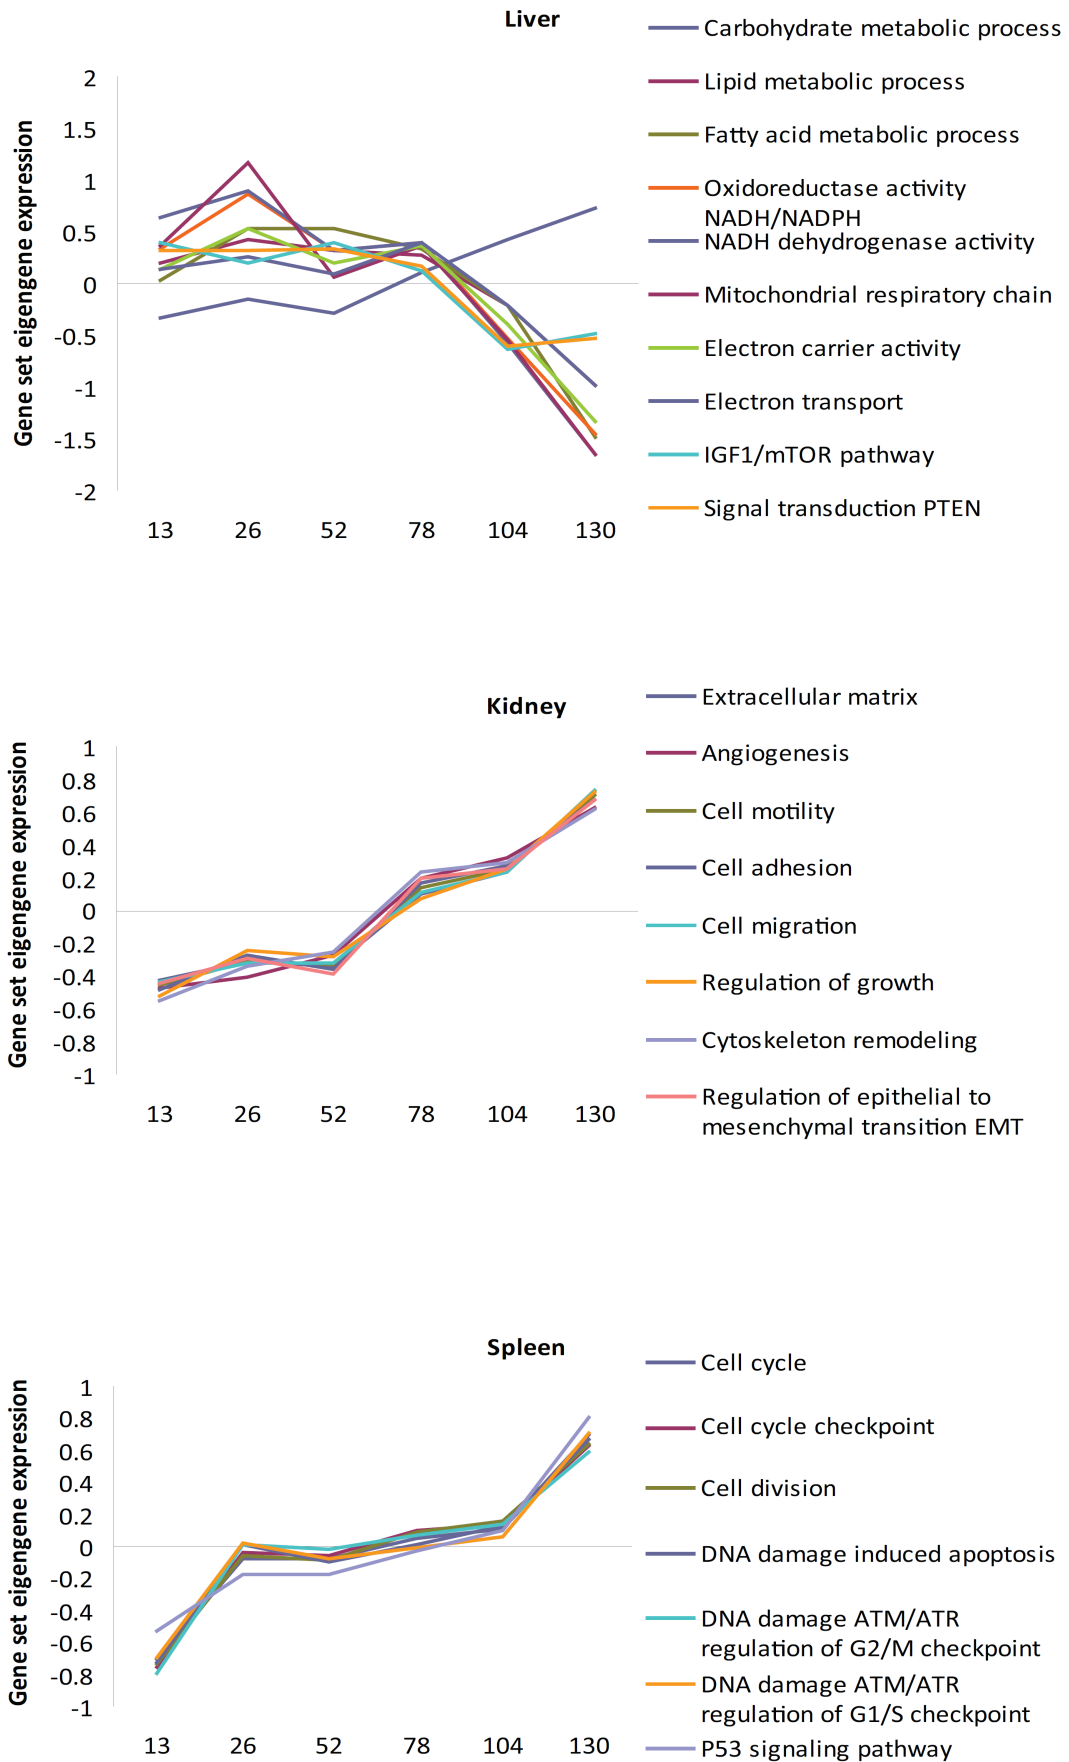 Liver
Gene set eigengene expression
2
1.5
1
0.5
0
-0.5
-1
-1.5
-2
13 26 52 78 104 130
Carbohydrate metabolic process
Lipid metabolic process
Fatty acid metabolic process
Oxidoreductase activity
NADH/NADPH
NADH dehydrogenase activity
Mitochondrial respiratory chain
Electron carrier activity
Electron transport
IGF1/mTOR pathway
Signal transduction PTEN
Kidney
Gene set eigengene expression
1
0.8
0.6
0.4
0.2
0
-0.2
-0.4
-0.6
-0.8
-1
13 26 52 78 104 130
Extracellular matrix
Angiogenesis
Cell motility
Cell adhesion
Cell migration
Regulation of growth
Cytoskeleton remodeling
Regulation of epithelial to
mesenchymal transition EMT
Spleen
Gene set eigengene expression
1
0.8
0.6
0.4
0.2
0
-0.2
-0.4
-0.6
-0.8
-1
13 26 52 78 104 130
Cell cycle
Cell cycle checkpoint
Cell division
DNA damage induced apoptosis
DNA damage ATM/ATR
regulation of G2/M checkpoint
DNA damage ATM/ATR
regulation of G1/S checkpoint
P53 signaling pathway